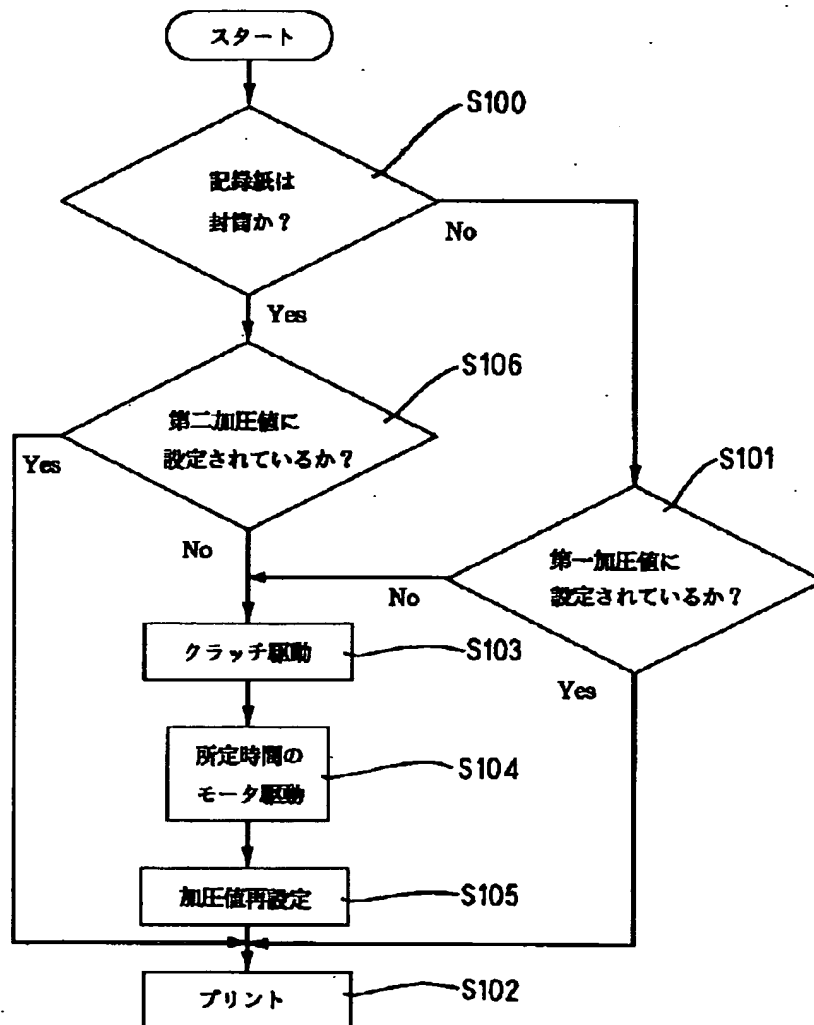 スタート
S100
記録紙は
封筒か？
No
Yes
S106
第二加圧値に
設定されているか？
Yes
S101
No
第一加圧値に
設定されているか？
No
クラッチ駆動
S103
Yes
所定時間の
モータ駆動
S104
加圧値再設定
S105
プリント
S102